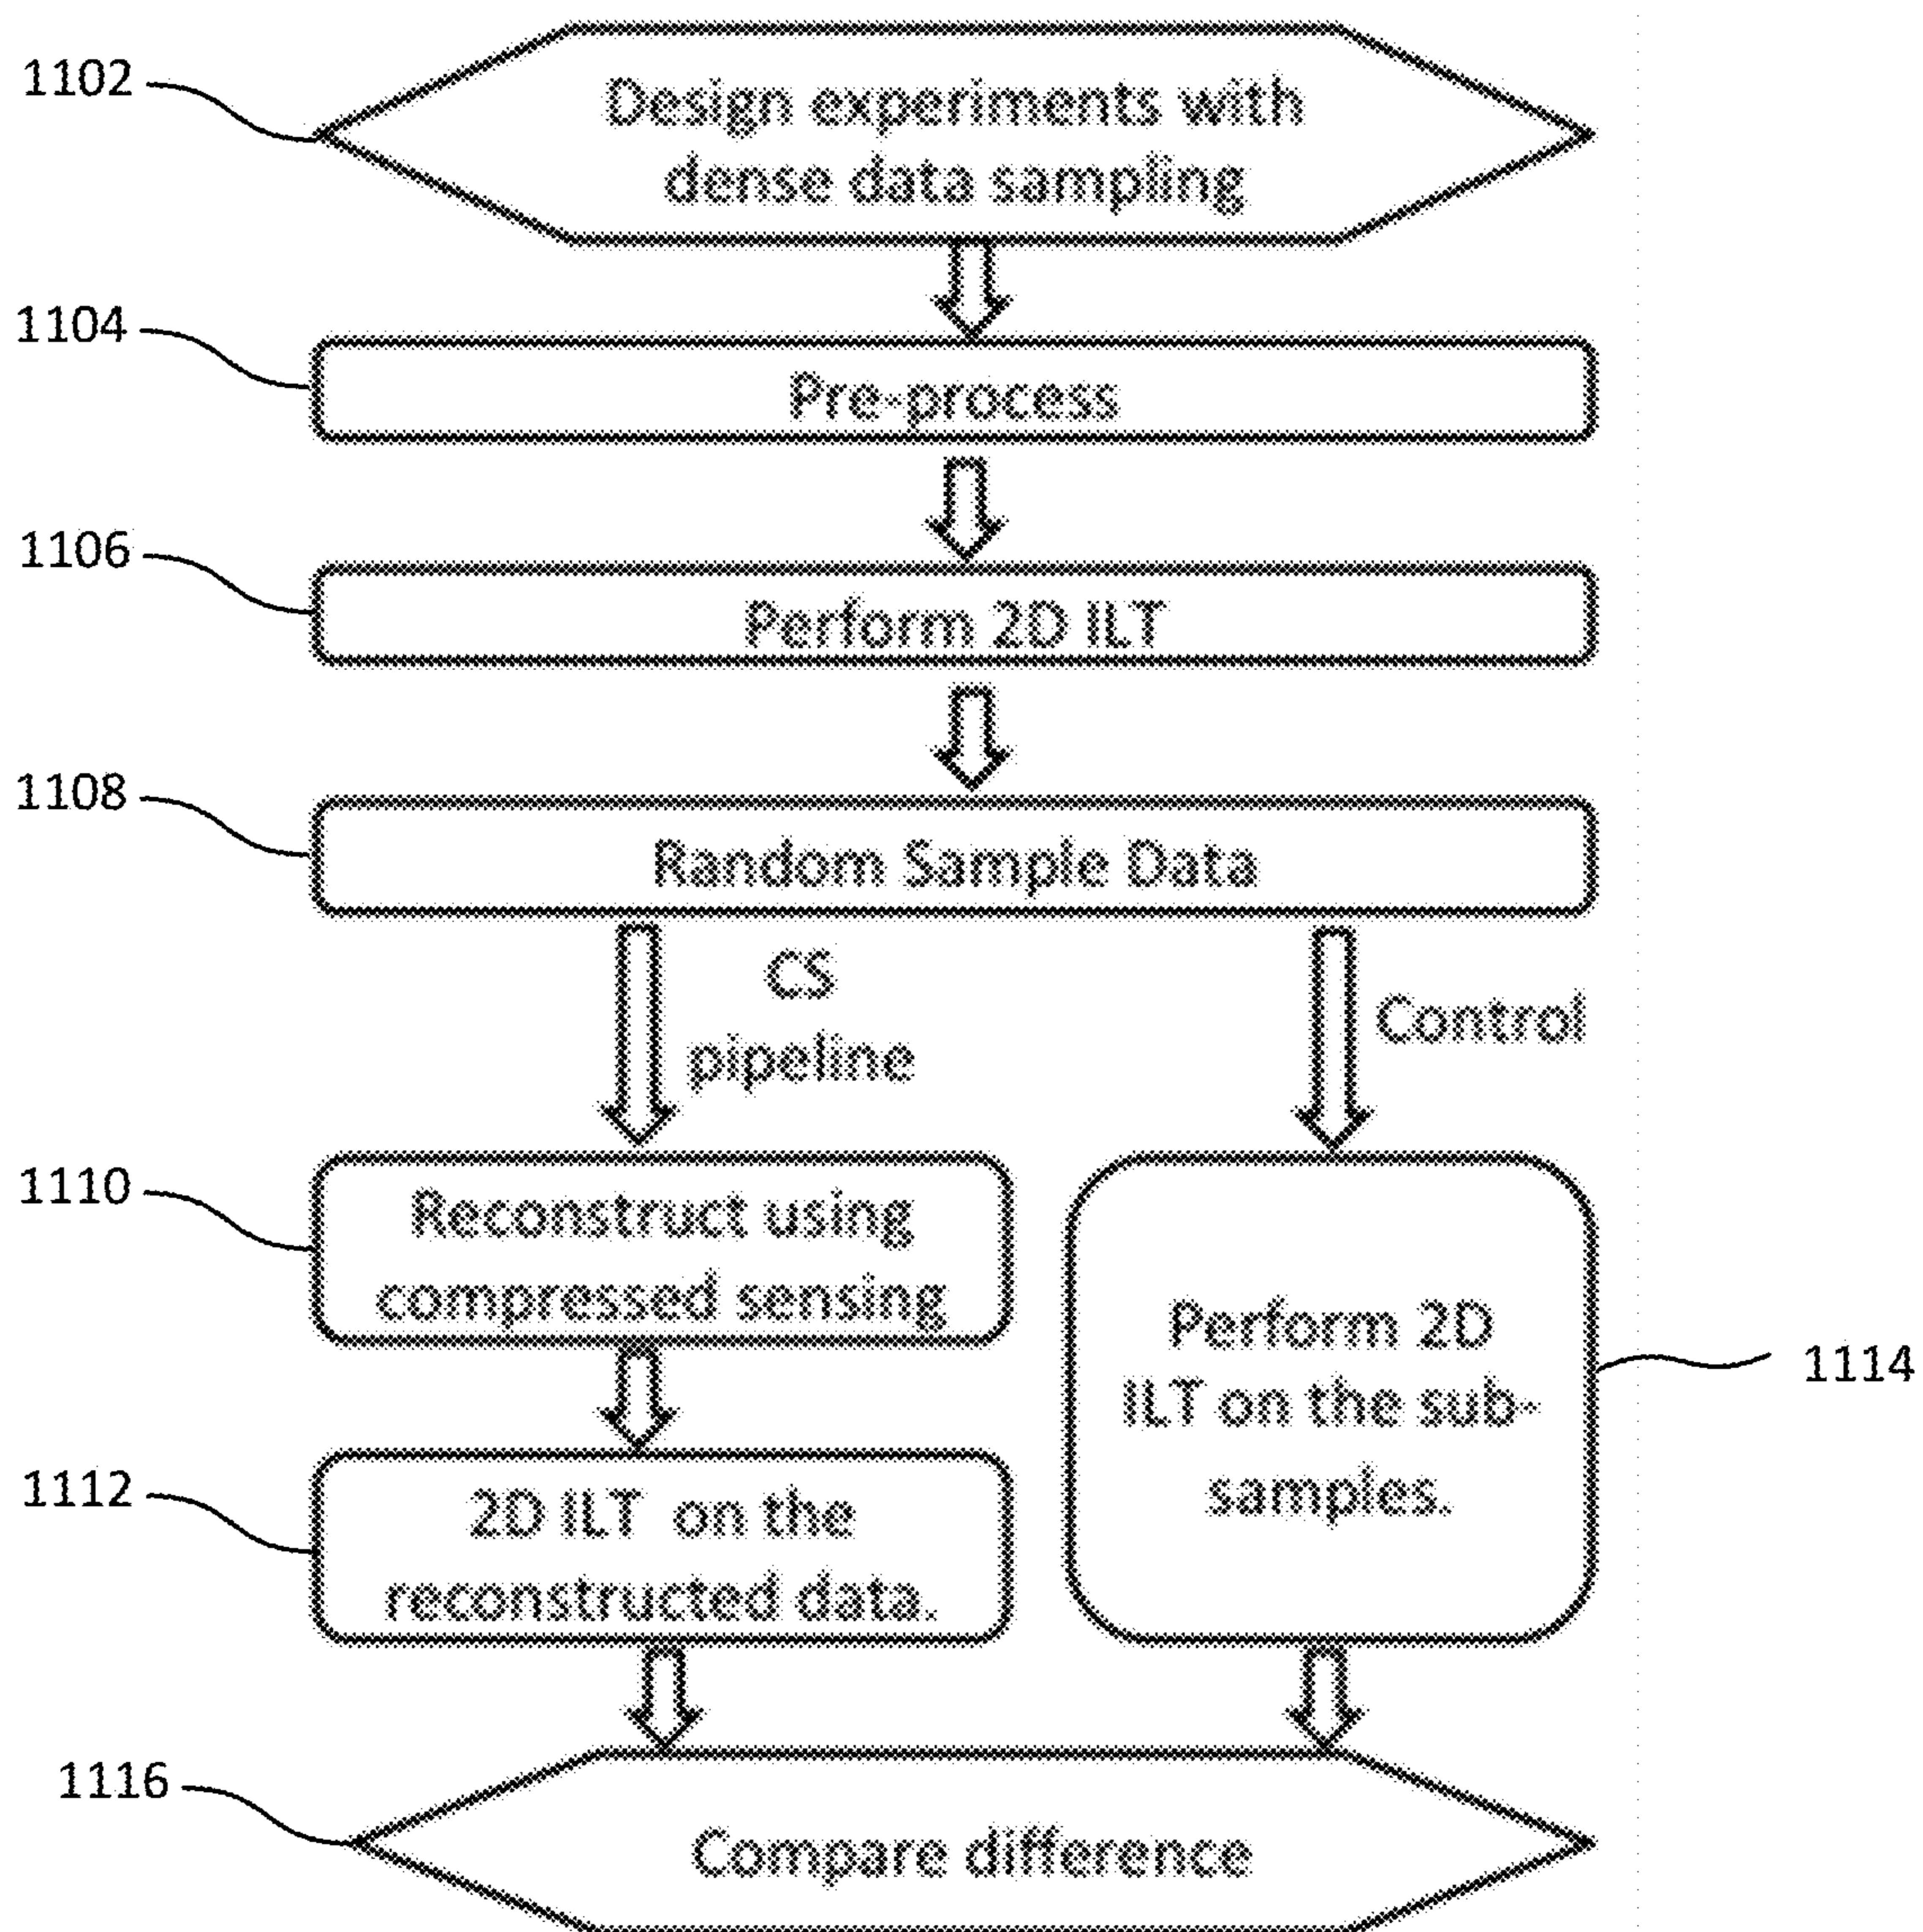 1102
Design experiments with
dense data sampling
1104
Pre-process
1106
Perform 2D ILT
1108
Random Sample Data
CS
pipeline
Control
1110
Reconstruct using
compressed sensing
1112
2D ILT on the
reconstructed data.
Perform 2D
ILT on the sub-
samples.
1114
1116
Compare difference